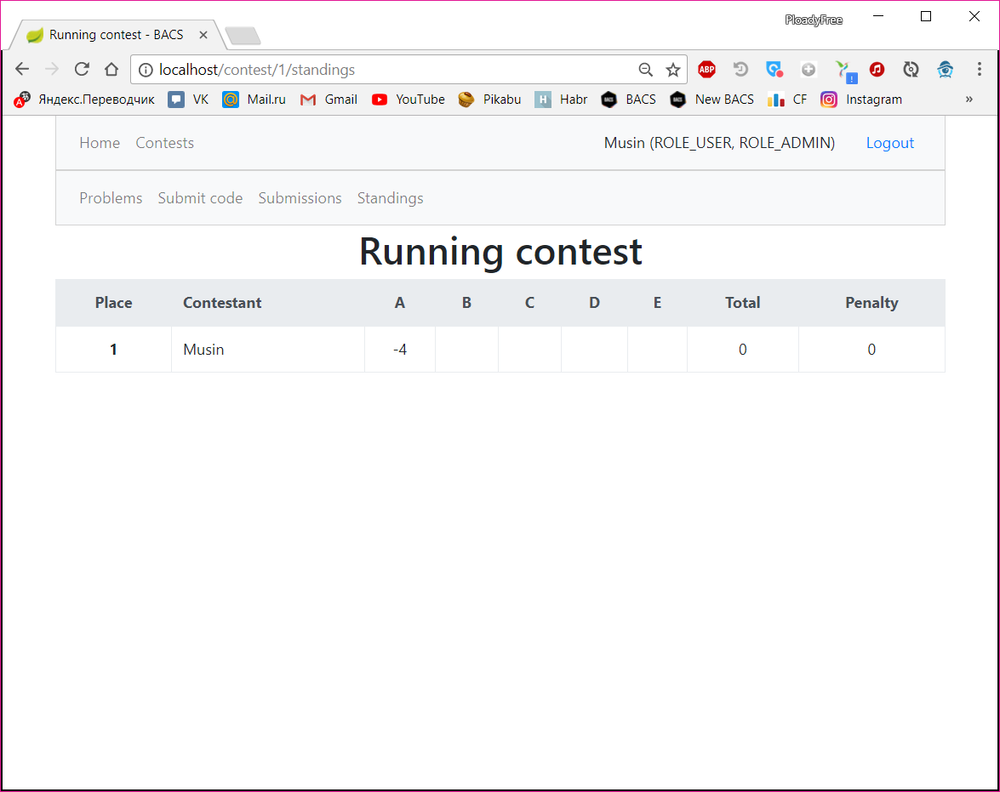 PloadyFree
Running contest - BACS
localhost/contest/1/standings
ABP
Яндекс.Переводчик VK Mail.ru Gmail YouTube Pikabu H Habr BACS New BACS CF Instagram »
Home Contests Musin (ROLE_USER, ROLE_ADMIN) Logout
Problems Submit code Submissions Standings
Running contest
Place Contestant A B C D E Total Penalty
1 Musin -4 0 0